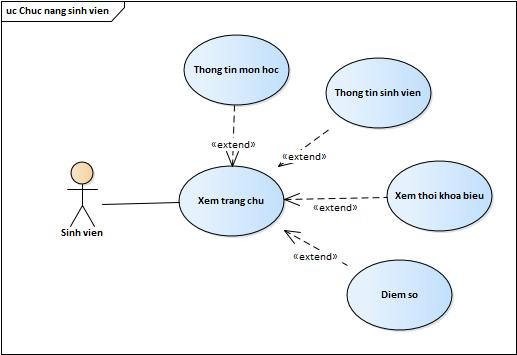 uc Chuc nang sinh vien
Thong tin mon hoc
Thong tin sinh vien
«extend»
«extend»
Xem trang chu
Xem thoi khoa bieu
«extend»
Sinh vien
«extend»
Diem so